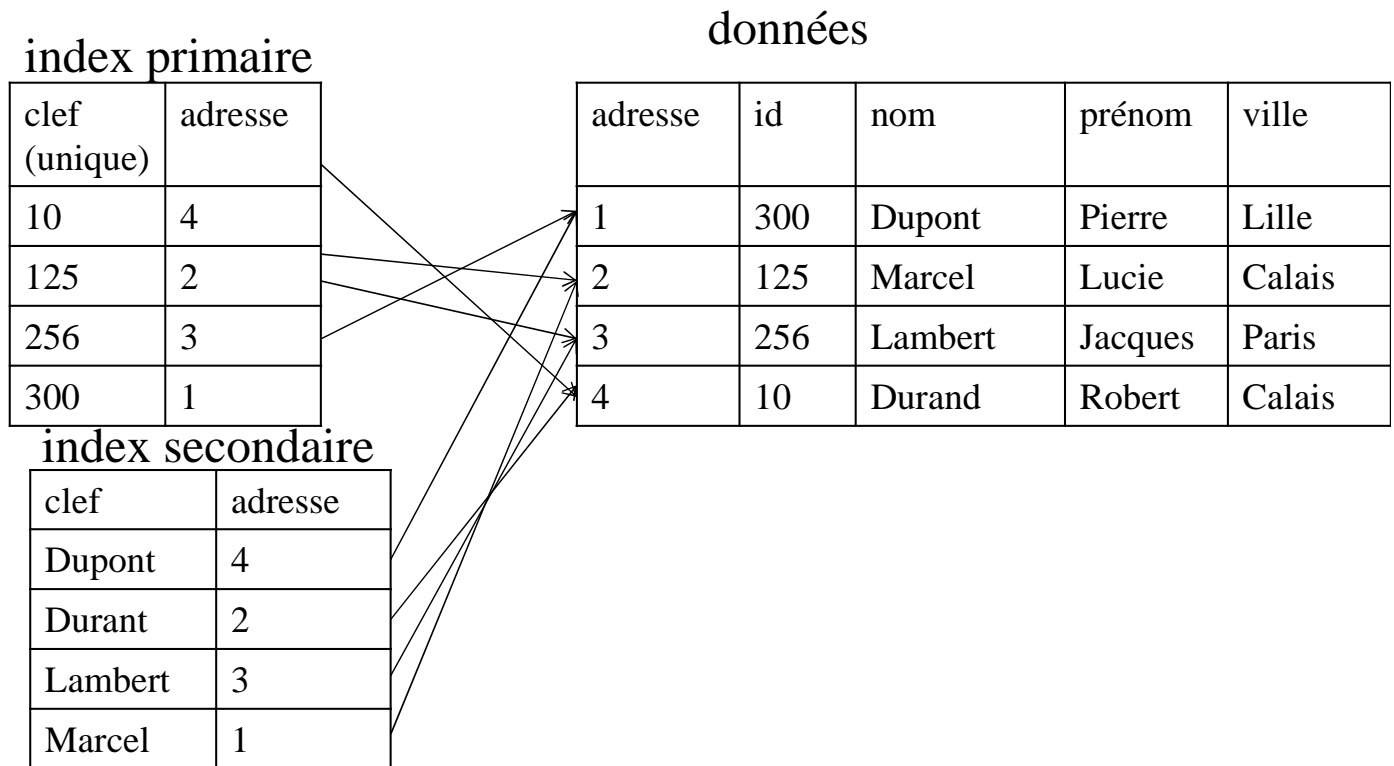 données
index primaire
clef adresse
(unique)
10 4
125 2
256 3
300 1
adresse id nom prénom ville
1 300 Dupont Pierre Lille
2 125 Marcel Lucie Calais
3 256 Lambert Jacques Paris
4 10 Durand Robert Calais
index secondaire
clef adresse
Dupont 4
Durant 2
Lambert 3
Marcel 1